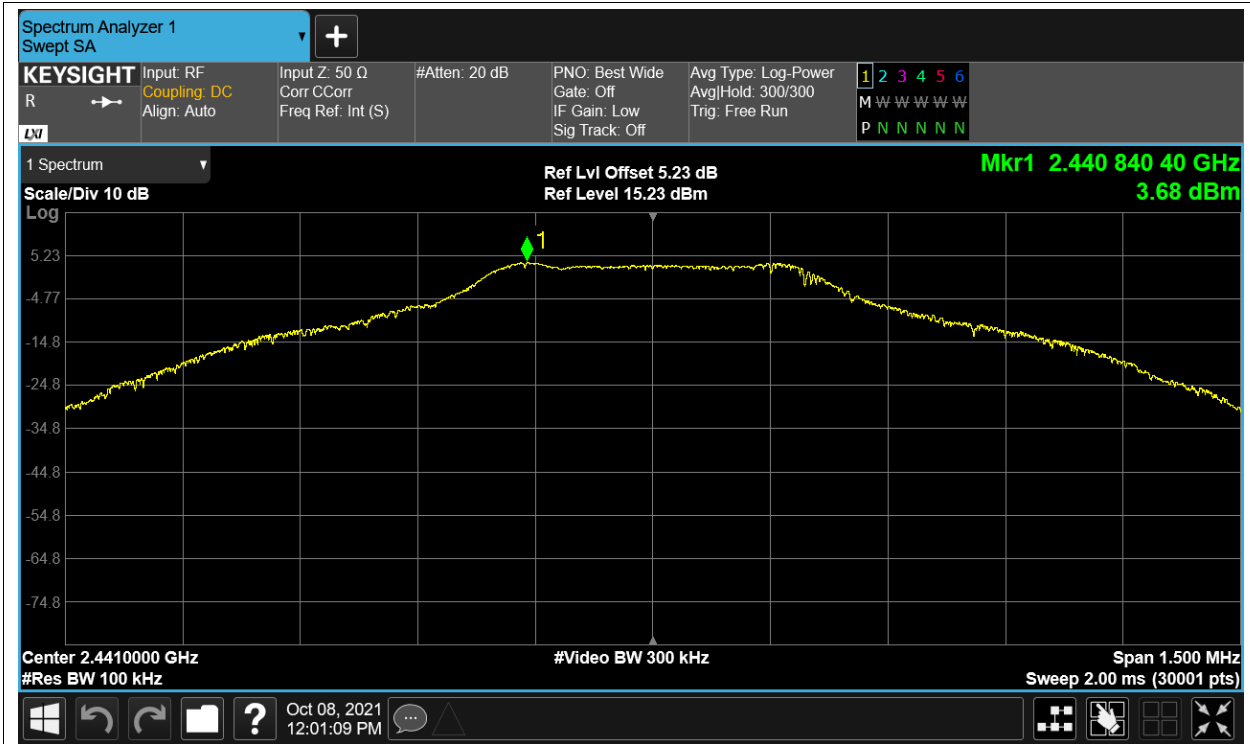 Spectrum Analyzer 1
Swept SA
KEYSIGHT
R
LXI
Input: RF
Coupling: DC
Align: Auto
Input Z: 50 Ω
Corr CCorr
Freq Ref: Int (S)
#Atten: 20 dB
PNO: Best Wide
Gate: Off
IF Gain: Low
Sig Track: Off
Avg Type: Log-Power
Avg|Hold: 300/300
Trig: Free Run
1 2 3 4 5 6
M W W W W W
P N N N N N
1 Spectrum
Scale/Div 10 dB
Log
Ref Lvl Offset 5.23 dB
Ref Level 15.23 dBm
Mkr1 2.440 840 40 GHz
3.68 dBm
1
5.23
-4.77
-14.8
-24.8
-34.8
-44.8
-54.8
-64.8
-74.8
Center 2.4410000 GHz
#Res BW 100 kHz
#Video BW 300 kHz
Span 1.500 MHz
Sweep 2.00 ms (30001 pts)
?
Oct 08, 2021
12:01:09 PM